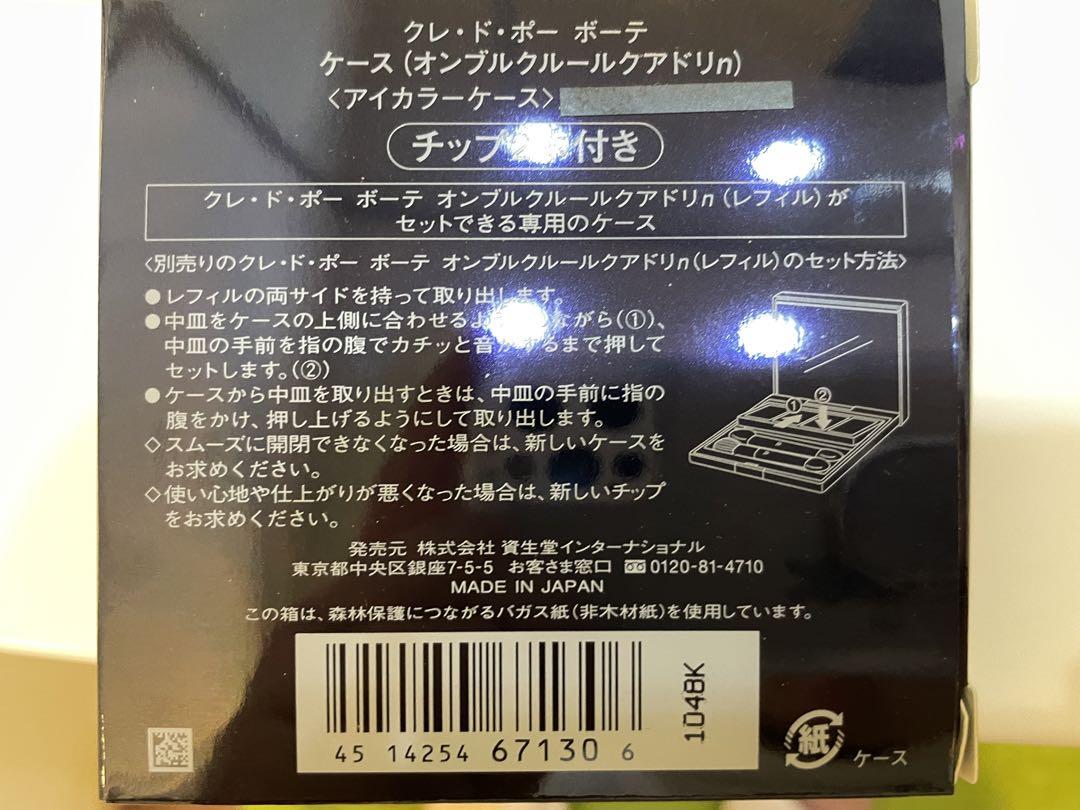 クレ・ド・ポー ボーテ
ケース(オンブルクルールクアドリn)
〈アイカラーケース〉
チップ 付き
クレ・ド・ポー ボーテ オンブルクルールクアドリn(レフィル)が
セットできる専用のケース
〈別売りのクレ・ド・ポー ボーテ オンブルクルールクアドリn(レフィル)のセット方法〉
●レフィルの両サイドを持って取り出します。
●中皿をケースの上側に合わせるよ ながら(①)、
中皿の手前を指の腹でカチッと音がするまで押して
セットします。(②)
●ケースから中皿を取り出すときは、中皿の手前に指の
腹をかけ、押し上げるようにして取り出します。
◇スムーズに開閉できなくなった場合は、新しいケースを
お求めください。
◇使い心地や仕上がりが悪くなった場合は、新しいチップ
をお求めください。
① ②
発売元 株式会社 資生堂インターナショナル
東京都中央区銀座7-5-5 お客さま窓口 0120-81-4710
MADE IN JAPAN
この箱は、森林保護につながるバガス紙(非木材紙)を使用しています。
45 14254 67130 6
1048K
紙 ケース